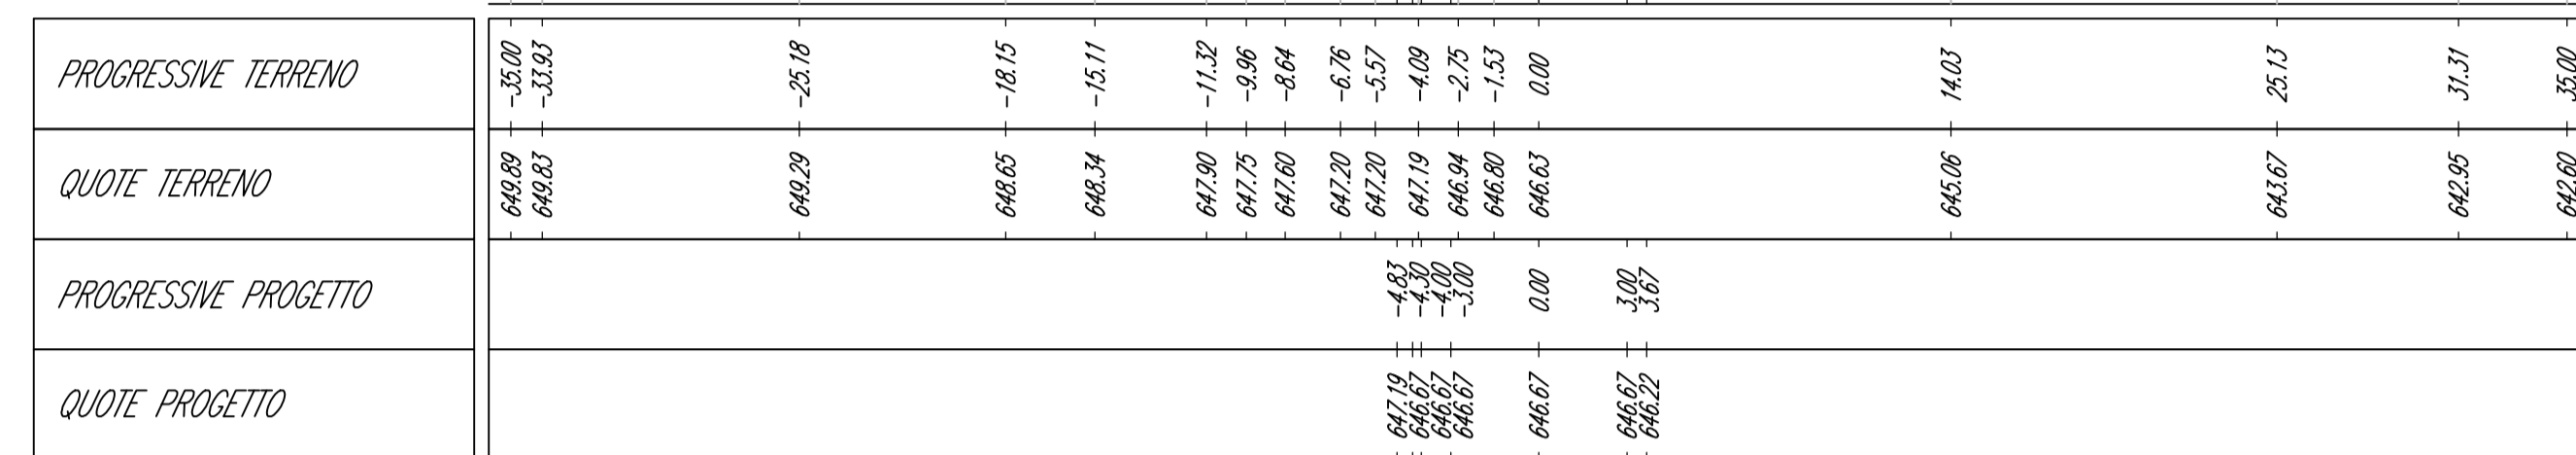 PROGRESSIVE TERRENO -35.00 -33.93 -25.18 -18.15 -15.11 -11.32 -9.96 -8.64 -6.76 -5.57 -4.09 -2.75 -1.53 0.00 14.03 25.13 31.31 35.00
QUOTE TERRENO 649.89 649.83 649.29 648.65 648.34 647.90 647.75 647.60 647.20 647.20 647.19 646.94 646.80 646.63 645.06 643.67 642.95 642.60
PROGRESSIVE PROGETTO -4.83 -4.30 -4.00 -3.00 0.00 3.00 3.67
QUOTE PROGETTO 647.19 646.67 646.67 646.67 646.67 646.67 646.22